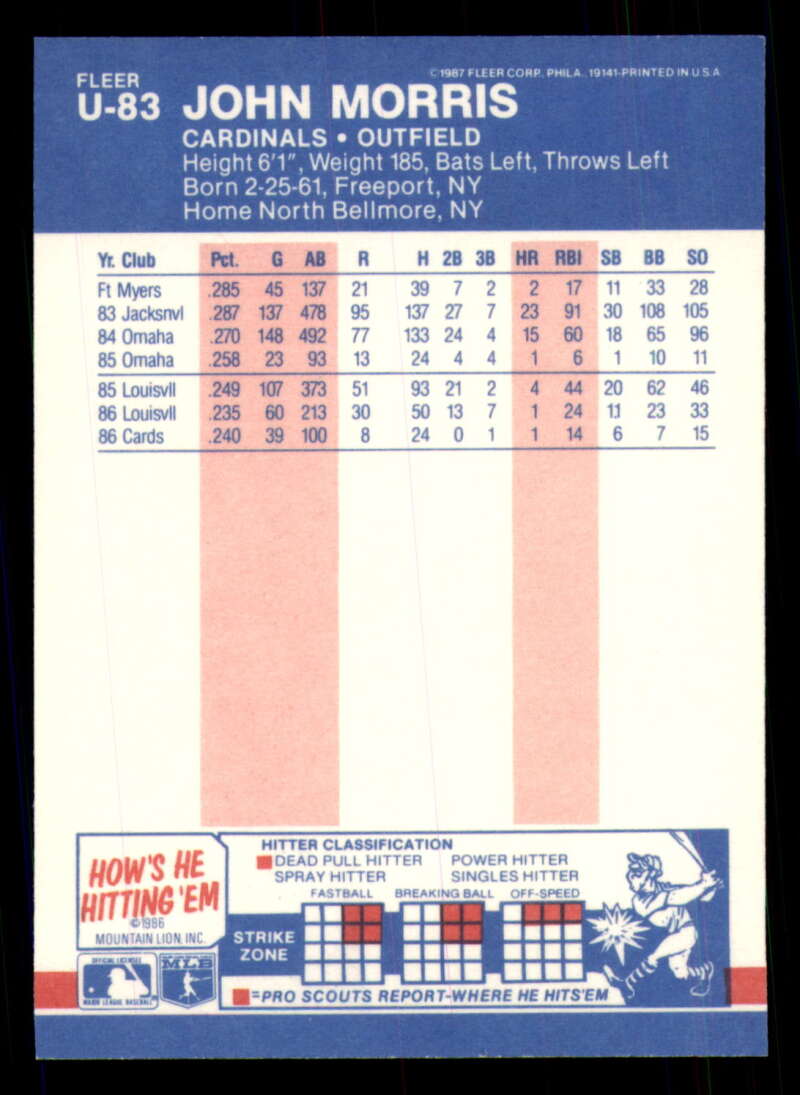 ©1987 FLEER CORP., PHILA. 19141-PRINTED IN U.S.A
FLEER
U-83 JOHN MORRIS
CARDINALS • OUTFIELD
Height 6'1", Weight 185, Bats Left, Throws Left
Born 2-25-61, Freeport, NY
Home North Bellmore, NY
Yr. Club Pct. G AB R H 2B 3B HR RBI SB BB SO
Ft Myers .285 45 137 21 39 7 2 2 17 11 33 28
83 Jacksnvl .287 137 478 95 137 27 7 23 91 30 108 105
84 Omaha .270 148 492 77 133 24 4 15 60 18 65 96
85 Omaha .258 23 93 13 24 4 4 1 6 1 10 11
85 Louisvll .249 107 373 51 93 21 2 4 44 20 62 46
86 Louisvll .235 60 213 30 50 13 7 1 24 11 23 33
86 Cards .240 39 100 8 24 0 1 1 14 6 7 15
HOW'S HE
HITTING 'EM
©1986
MOUNTAIN LION, INC.
HITTER CLASSIFICATION
DEAD PULL HITTER POWER HITTER
SPRAY HITTER SINGLES HITTER
FASTBALL BREAKING BALL OFF-SPEED
STRIKE
ZONE
=PRO SCOUTS REPORT-WHERE HE HITS'EM
OFFICIAL LICENSEE
MAJOR LEAGUE BASEBALL
MLB